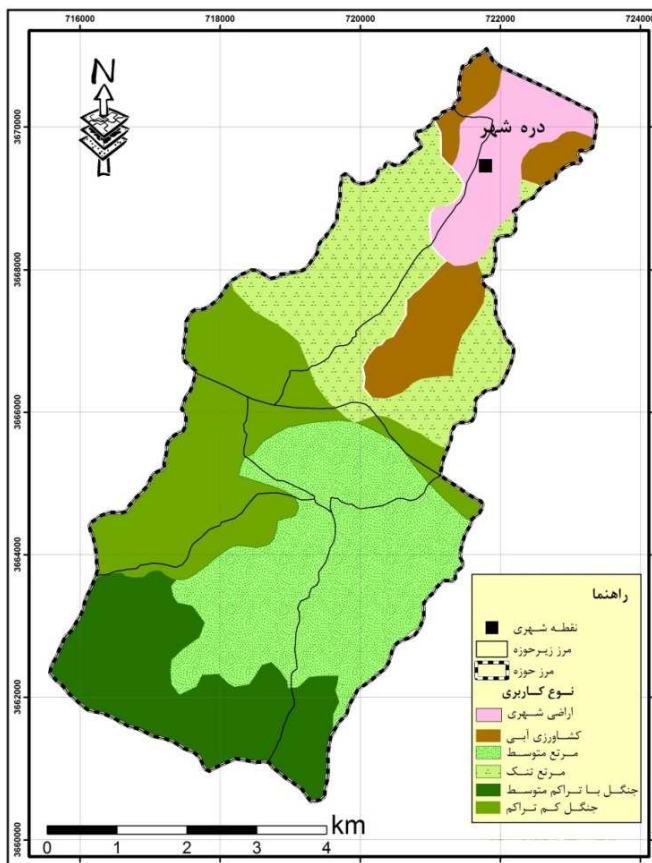 716000 718000 720000 722000 724000
N
3670000
3668000
3666000
3664000
3662000
3660000
دره شهر
راهنما
نقطه شهری
مرز زیرحوزه
مرز حوزه
نوع کاربری
اراضی شهری
کشاورزی آبی
مرتع متوسط
مرتع تنک
جنگل با تراکم متوسط
جنگل کم تراکم
km
0 1 2 3 4